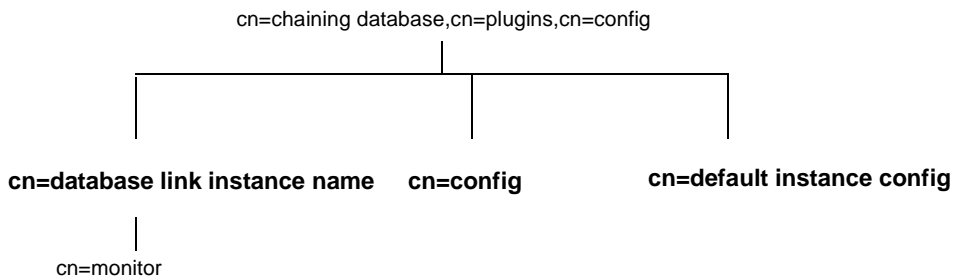 cn=chaining database,cn=plugins,cn=config
cn=database link instance name
cn=config
cn=default instance config
cn=monitor